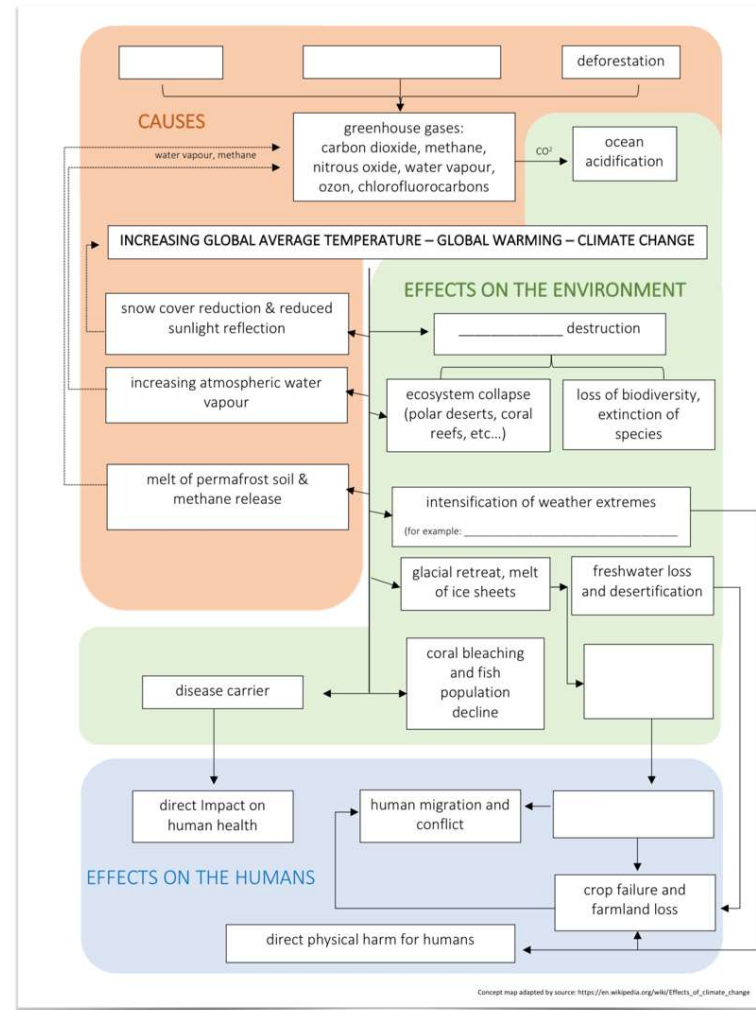 deforestation
CAUSES
greenhouse gases:
carbon dioxide, methane,
nitrous oxide, water vapour,
ozon, chlorofluorocarbons
water vapour, methane
CO²
ocean
acidification
INCREASING GLOBAL AVERAGE TEMPERATURE – GLOBAL WARMING – CLIMATE CHANGE
EFFECTS ON THE ENVIRONMENT
snow cover reduction & reduced
sunlight reflection
_______________ destruction
increasing atmospheric water
vapour
ecosystem collapse
(polar deserts, coral
reefs, etc...)
loss of biodiversity,
extinction of
species
melt of permafrost soil &
methane release
intensification of weather extremes
(for example: ________________________________________
glacial retreat, melt
of ice sheets
freshwater loss
and desertification
coral bleaching
and fish
population
decline
disease carrier
direct Impact on
human health
human migration and
conflict
EFFECTS ON THE HUMANS
crop failure and
farmland loss
direct physical harm for humans
Concept map adapted by source: https://en.wikipedia.org/wiki/Effects_of_climate_change